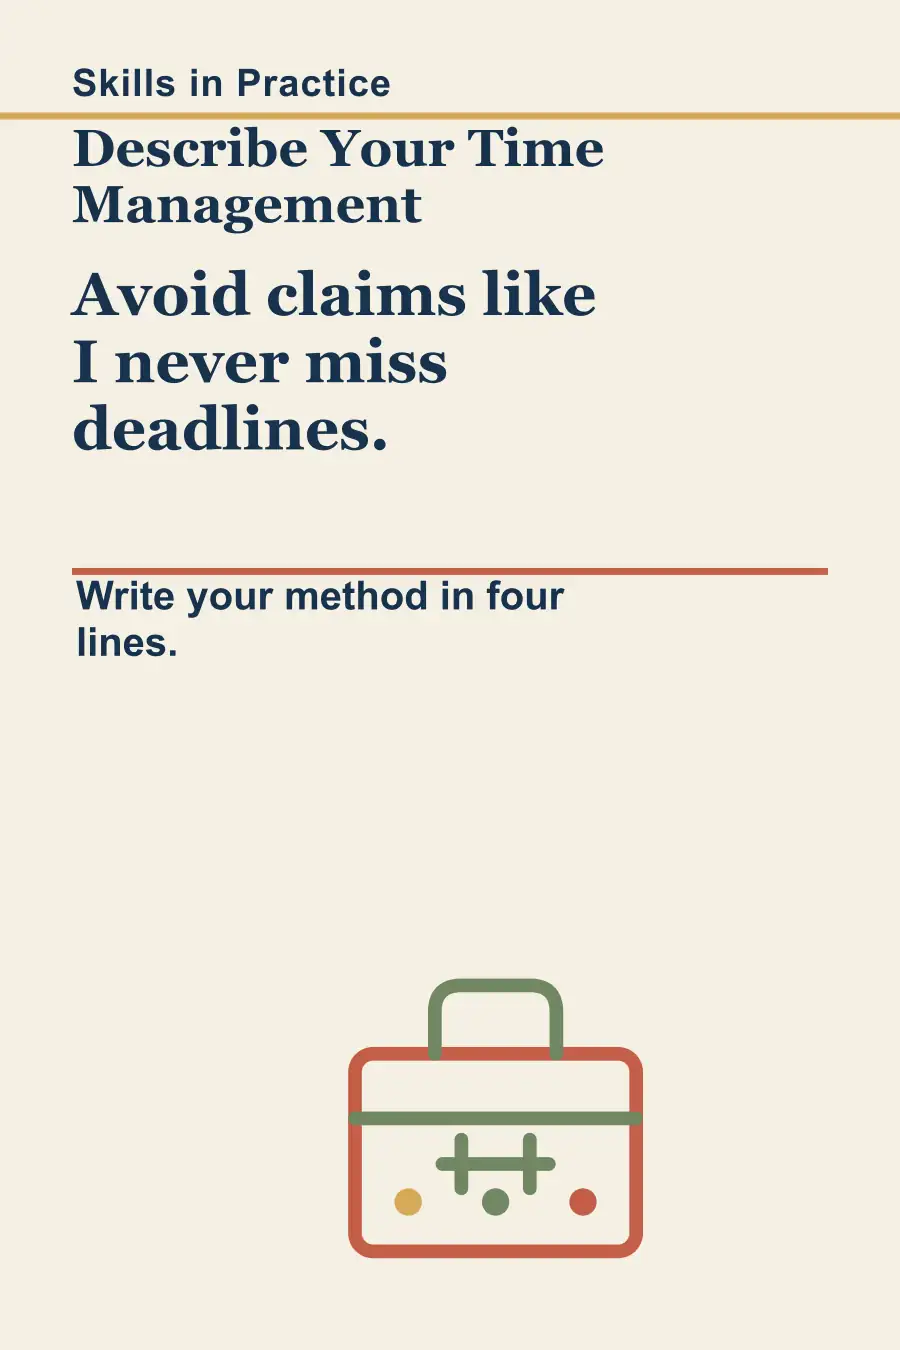 Skills in Practice
Describe Your Time
Management
Avoid claims like
I never miss
deadlines.
Write your method in four
lines.